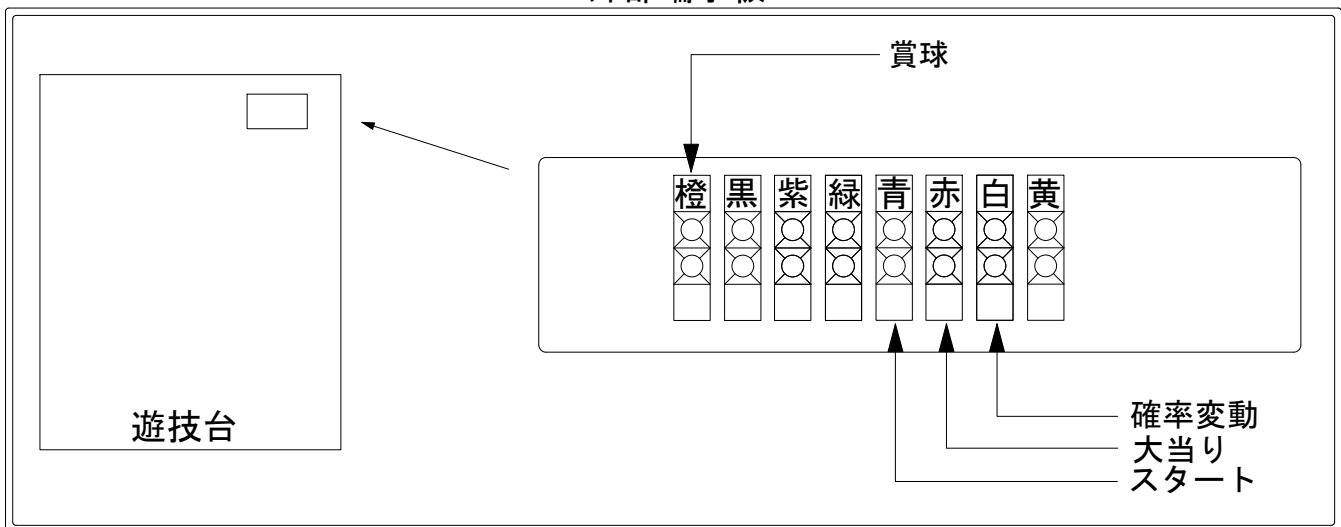 賞球
橙 黒 紫 緑 青 赤 白 黄
遊技台
確率変動
大当り
スタート